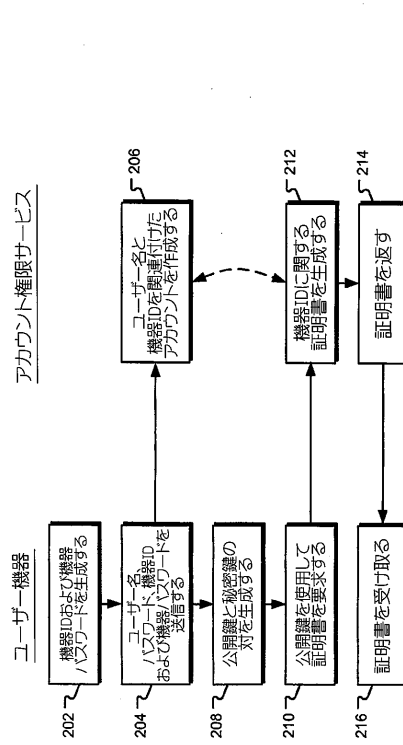 ユーザー機器
アカウント権限サービス
202
機器IDおよび機器
パスワードを生成する
204
ユーザー名、
パスワード、機器ID
および機器パスワードを
送信する
206
ユーザー名と
機器IDを関連付けた
アカウントを作成する
208
公開鍵と秘密鍵の
対を生成する
210
公開鍵を使用して
証明書を要求する
212
機器IDに関する
証明書を生成する
214
証明書を返す
216
証明書を受け取る